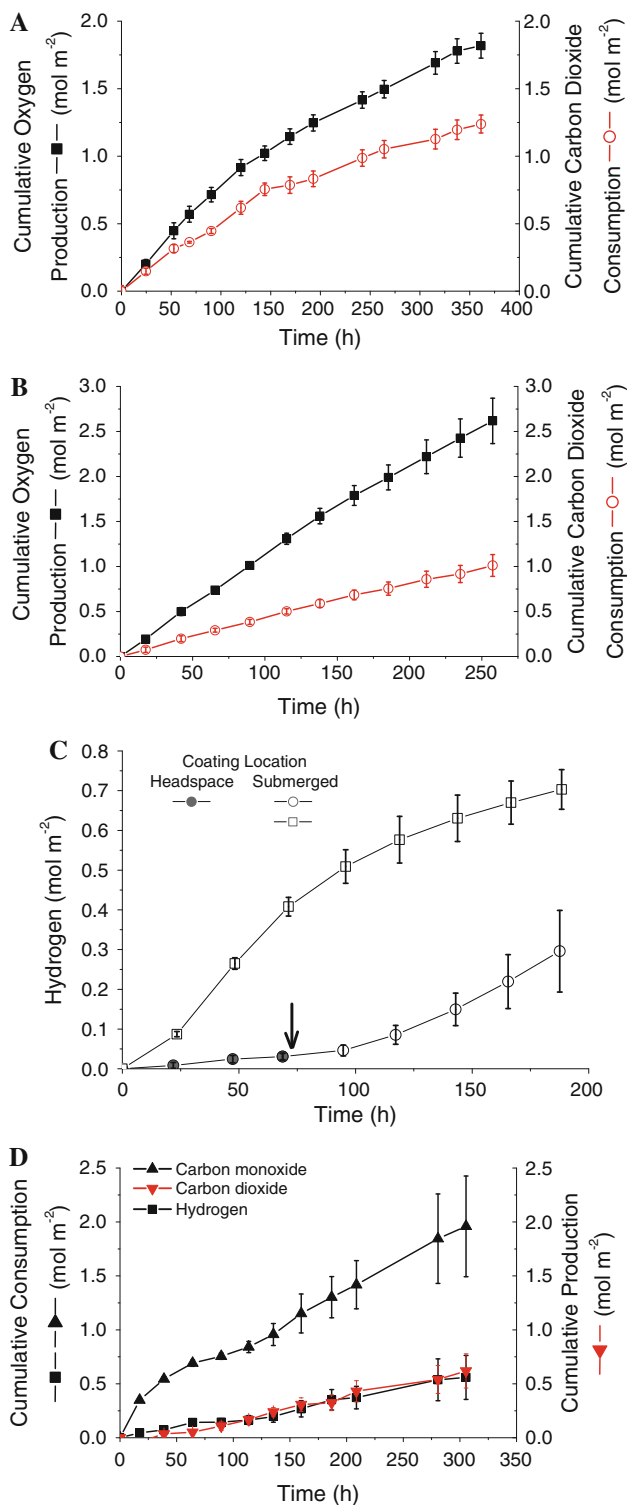 A
Cumulative Oxygen
Production —■— (mol m⁻²)
2.0
1.5
1.0
0.5
0.0
2.0
1.5
1.0
0.5
0.0
Cumulative Carbon Dioxide
Consumption —○— (mol m⁻²)
0 50 100 150 200 250 300 350 400
Time (h)
B
Cumulative Oxygen
Production —■— (mol m⁻²)
3.0
2.5
2.0
1.5
1.0
0.5
0.0
3.0
2.5
2.0
1.5
1.0
0.5
0.0
Cumulative Carbon Dioxide
Consumption —○— (mol m⁻²)
0 50 100 150 200 250
Time (h)
C
Coating Location
Headspace Submerged
Hydrogen (mol m⁻²)
0.8
0.7
0.6
0.5
0.4
0.3
0.2
0.1
0.0
0 50 100 150 200
Time (h)
D
Carbon monoxide
Carbon dioxide
Hydrogen
Cumulative Consumption
—■— —▲— (mol m⁻²)
2.5
2.0
1.5
1.0
0.5
0.0
2.5
2.0
1.5
1.0
0.5
0.0
Cumulative Production
—▼— (mol m⁻²)
0 50 100 150 200 250 300 350
Time (h)